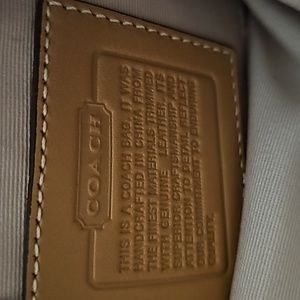 COACH
THIS IS A COACH BAG. IT WAS
HANDCRAFTED IN CHINA FROM
THE FINEST MATERIALS TRIMMED
WITH GENUINE LEATHER. ITS
SUPERIOR CRAFTSMANSHIP AND
ATTENTION TO DETAIL REFLECT
OUR COMMITMENT TO ENDURING
QUALITY.